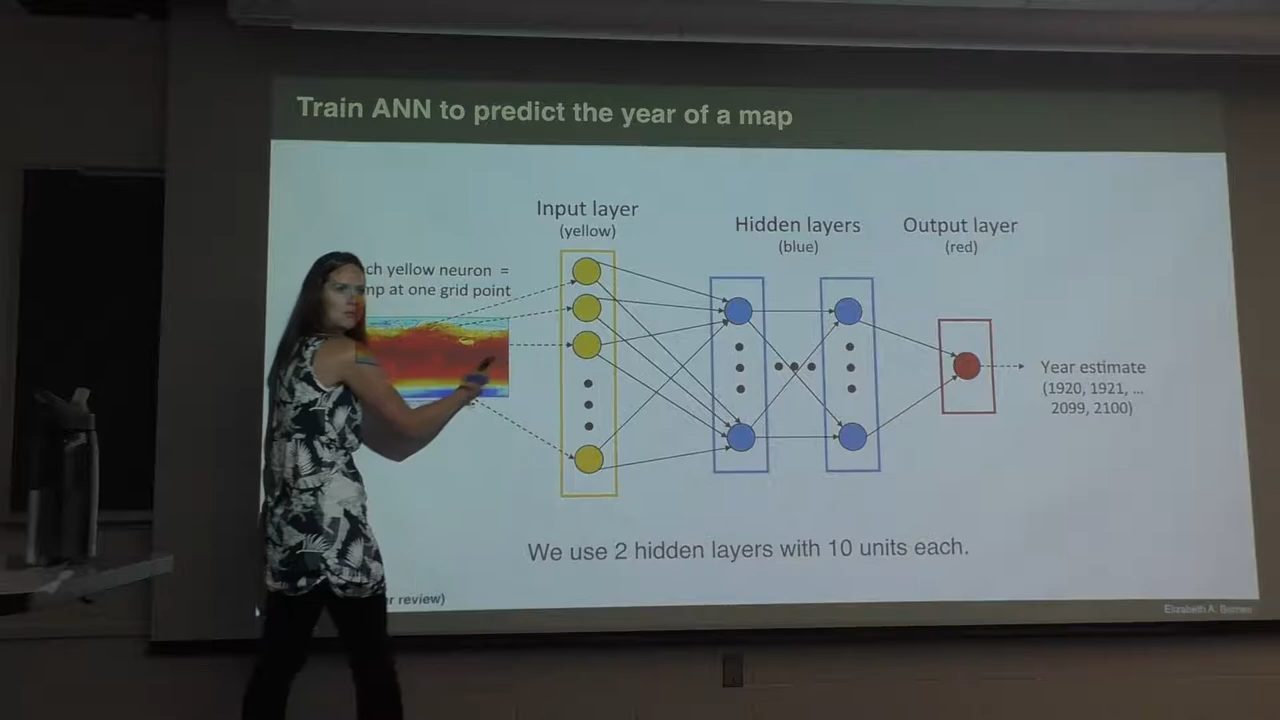 Train ANN to predict the year of a map
Input layer
(yellow)
Hidden layers
(blue)
Output layer
(red)
ch yellow neuron =
mp at one grid point
Year estimate
(1920, 1921, ...
2099, 2100)
We use 2 hidden layers with 10 units each.
r review)
Elizabeth A. Barnes